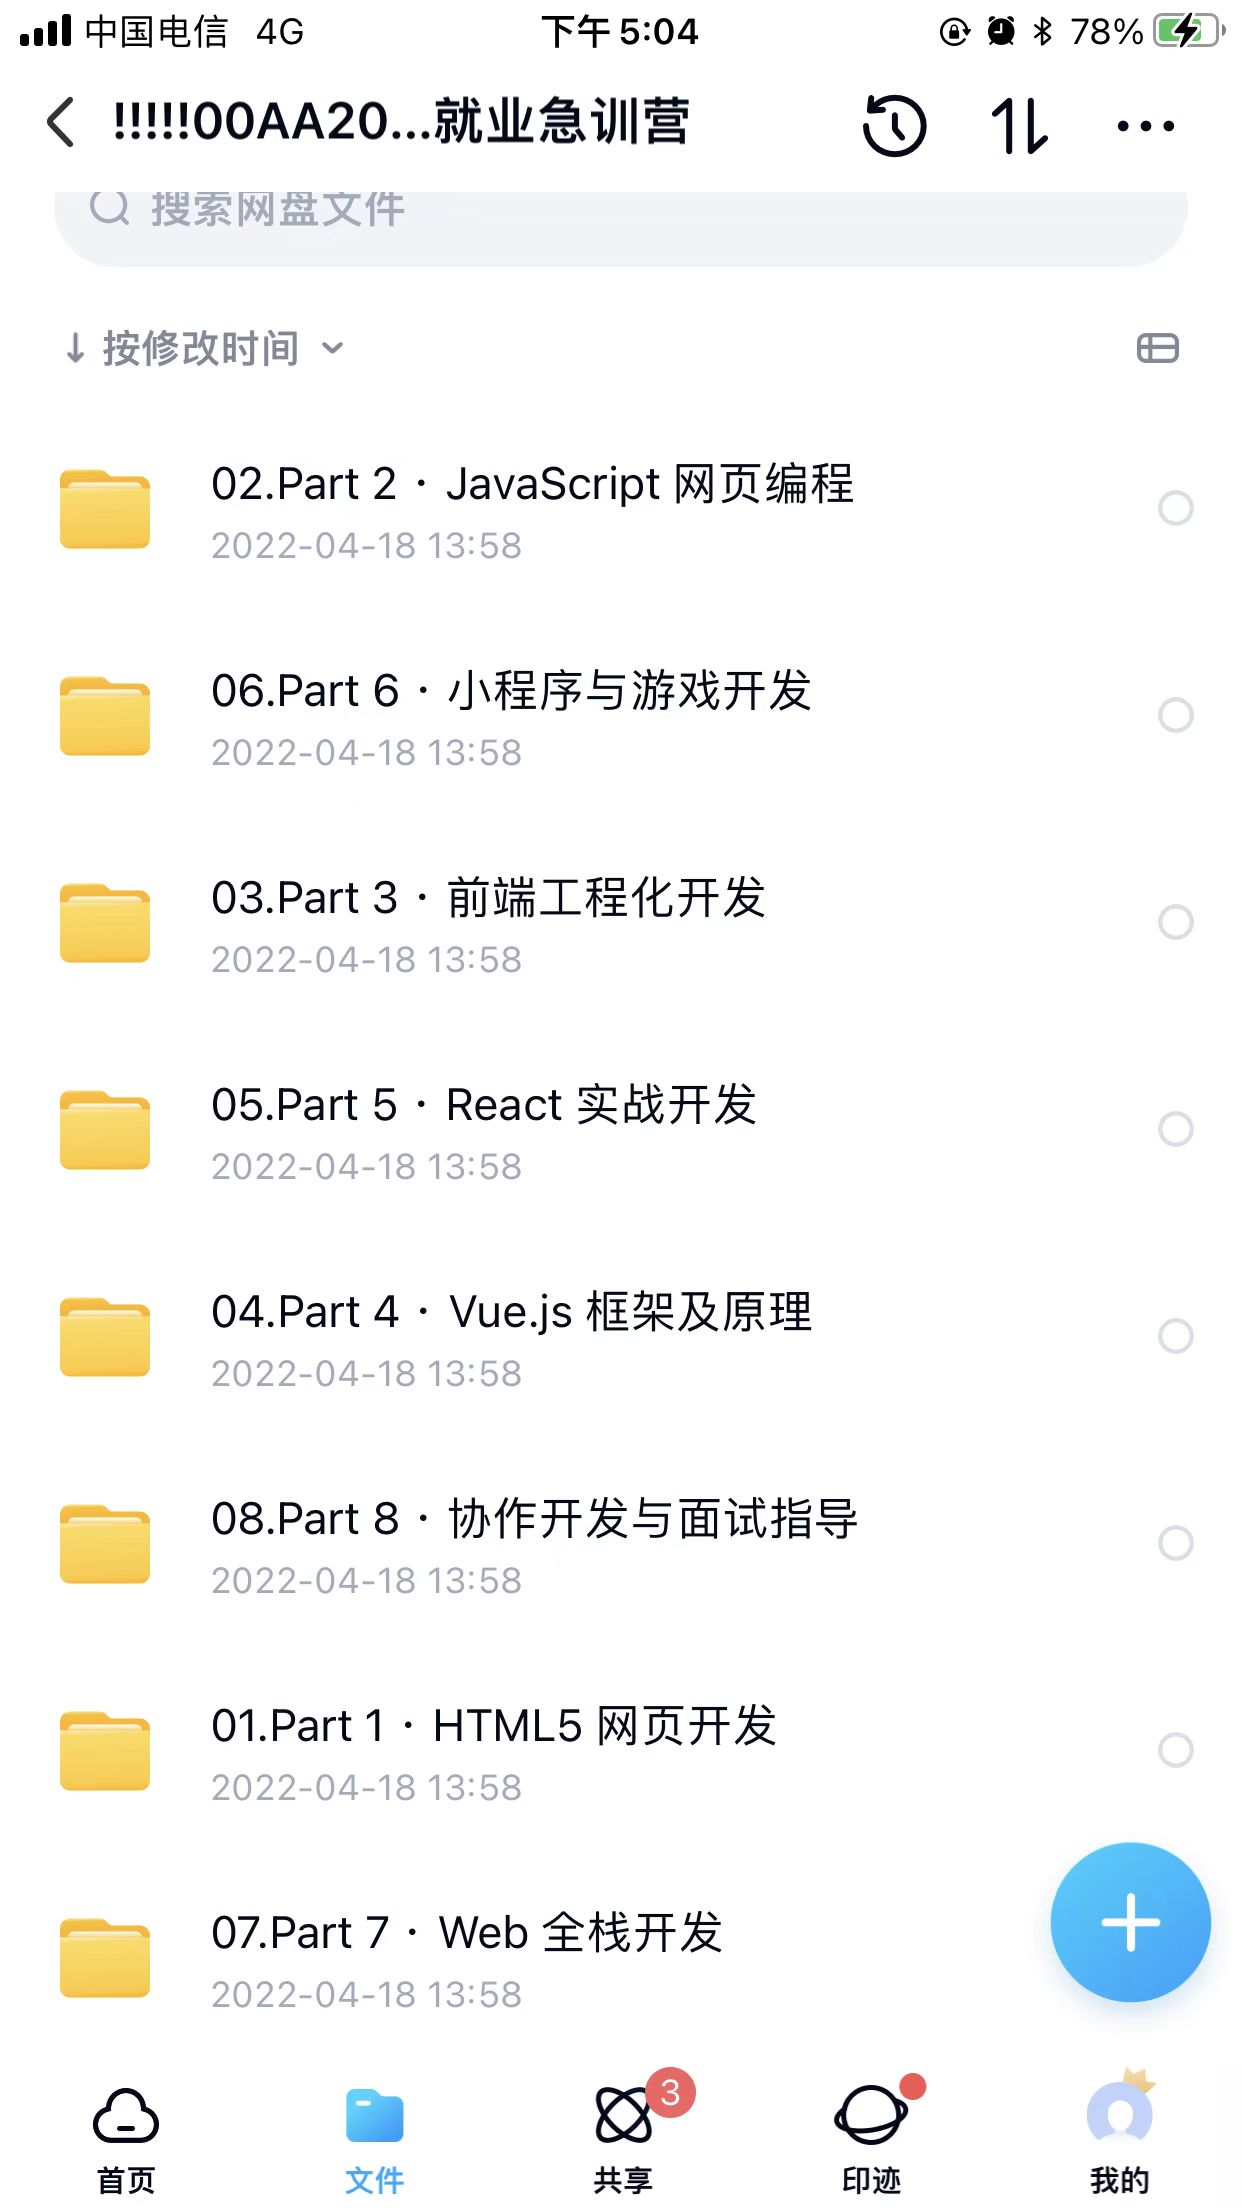 中国电信 4G 下午 5:04 78%
!!!!!00AA20...就业急训营
搜索网盘文件
按修改时间
02.Part 2 · JavaScript 网页编程
2022-04-18 13:58
06.Part 6 · 小程序与游戏开发
2022-04-18 13:58
03.Part 3 · 前端工程化开发
2022-04-18 13:58
05.Part 5 · React 实战开发
2022-04-18 13:58
04.Part 4 · Vue.js 框架及原理
2022-04-18 13:58
08.Part 8 · 协作开发与面试指导
2022-04-18 13:58
01.Part 1 · HTML5 网页开发
2022-04-18 13:58
07.Part 7 · Web 全栈开发
2022-04-18 13:58
3
首页 文件 共享 印迹 我的